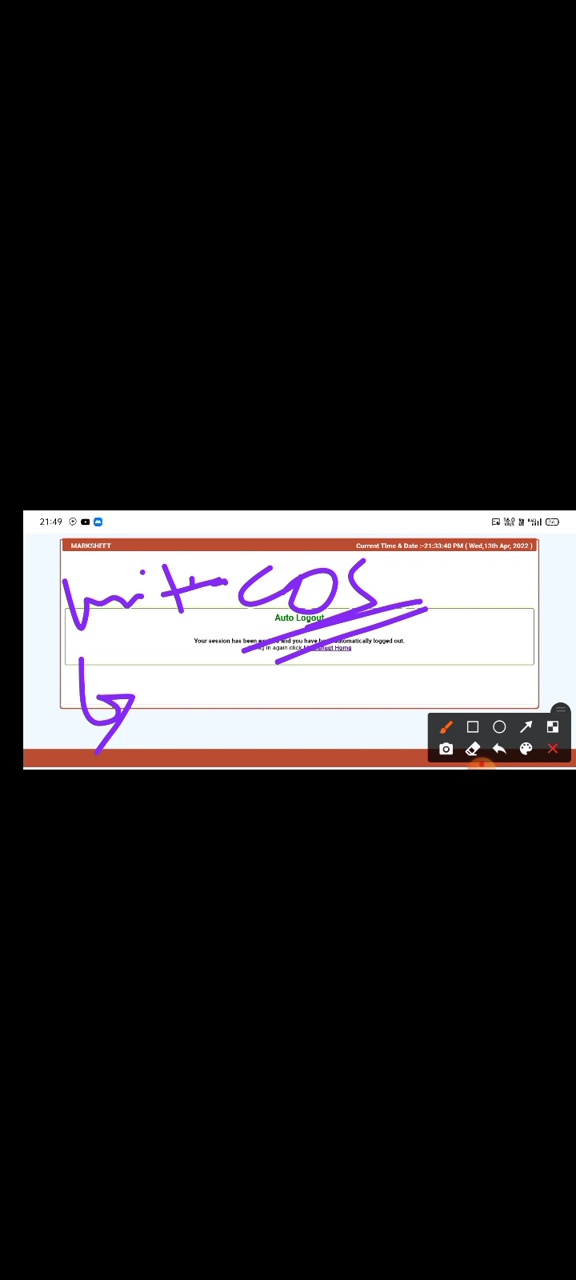 21:49
MARKSHEET
Current Time & Date :-21:33:40 PM ( Wed,13th Apr, 2022 )
cos
Auto Logout
Your session has been and you have automatically logged out.
in again click Home